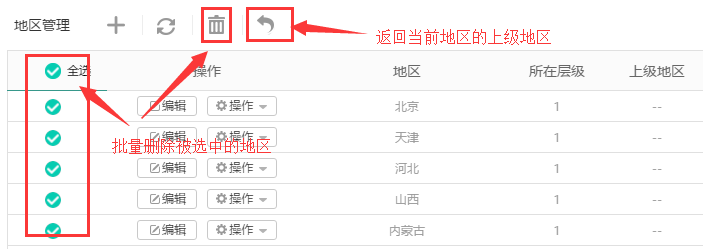 地区管理
返回当前地区的上级地区
全选 操作 地区 所在层级 上级地区
编辑 操作 北京 1 --
编辑 操作 天津 1 --
批量删除被选中的地区
编辑 操作 河北 1 --
编辑 操作 山西 1 --
编辑 操作 内蒙古 1 --